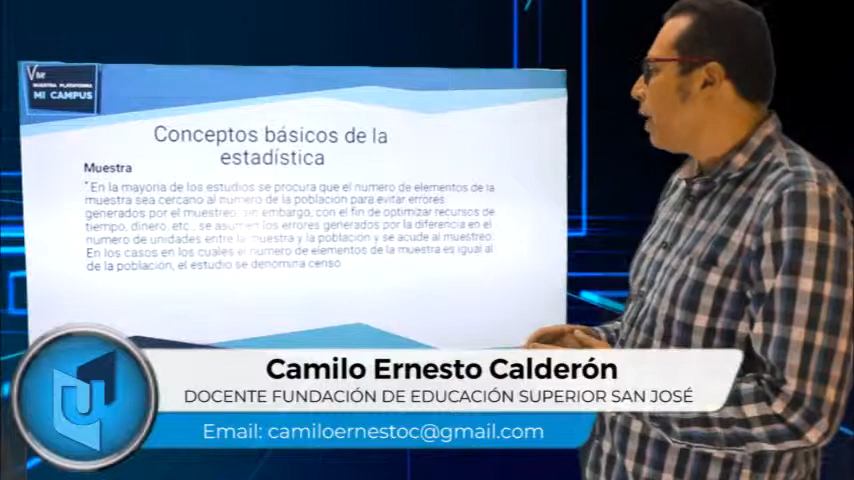 Vive
NUESTRA PLATAFORMA
MI CAMPUS
Conceptos básicos de la
estadística
Muestra
"En la mayoria de los estudios se procura que el numero de elementos de la
muestra sea cercano al numero de la poblacion para evitar errores
generados por el muestreo; sin embargo, con el fin de optimizar recursos de
tiempo, dinero, etc., se asumen los errores generados por la diferencia en el
numero de unidades entre la muestra y la población y se acude al muestreo.
En los casos en los cuales el numero de elementos de la muestra es igual al
de la población, el estudio se denomina censo
Camilo Ernesto Calderón
DOCENTE FUNDACIÓN DE EDUCACIÓN SUPERIOR SAN JOSÉ
Email: camiloernestoc@gmail.com